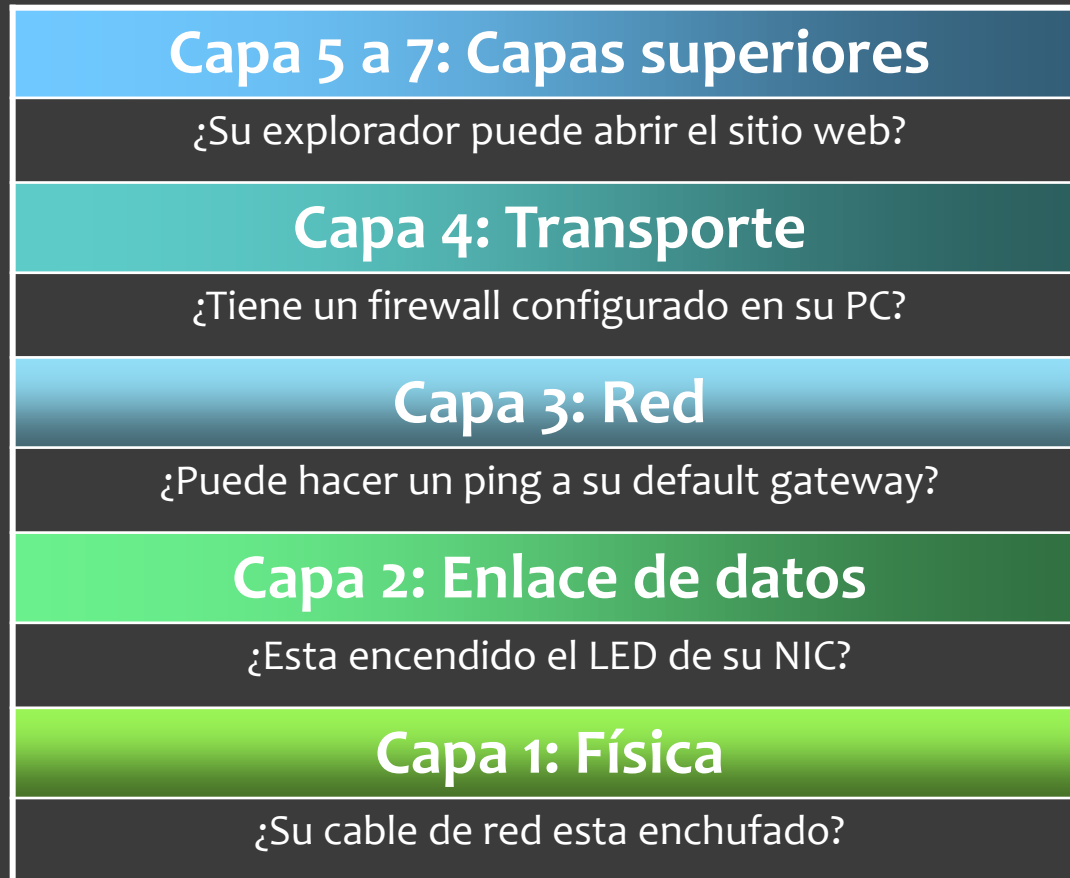 Capa 5 a 7: Capas superiores
¿Su explorador puede abrir el sitio web?
Capa 4: Transporte
¿Tiene un firewall configurado en su PC?
Capa 3: Red
¿Puede hacer un ping a su default gateway?
Capa 2: Enlace de datos
¿Esta encendido el LED de su NIC?
Capa 1: Física
¿Su cable de red esta enchufado?